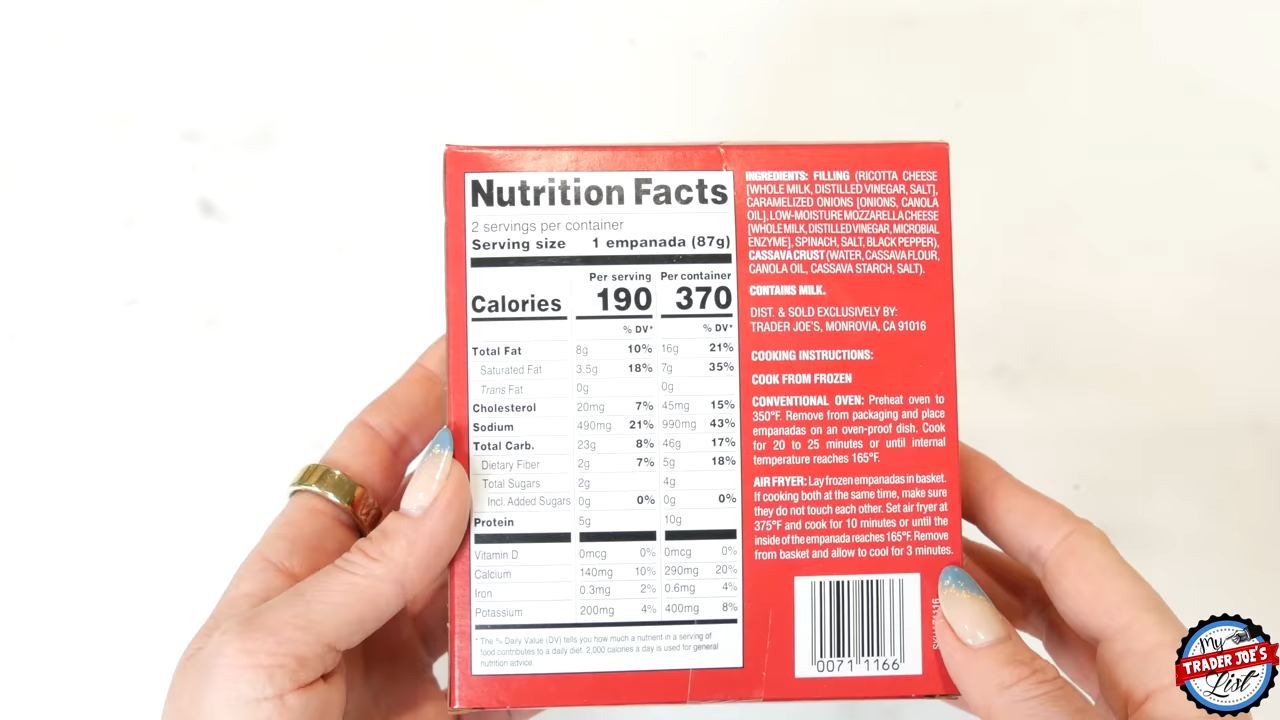 Nutrition Facts
2 servings per container
Serving size 1 empanada (87g)
Per serving Per container
Calories 190 370
% DV* % DV*
Total Fat 8g 10% 16g 21%
Saturated Fat 3.5g 18% 7g 35%
Trans Fat 0g 0g
Cholesterol 20mg 7% 45mg 15%
Sodium 490mg 21% 990mg 43%
Total Carb. 23g 8% 46g 17%
Dietary Fiber 2g 7% 5g 18%
Total Sugars 2g 4g
Incl. Added Sugars 0g 0% 0g 0%
Protein 5g 10g
Vitamin D 0mcg 0% 0mcg 0%
Calcium 140mg 10% 290mg 20%
Iron 0.3mg 2% 0.6mg 4%
Potassium 200mg 4% 400mg 8%
* The % Daily Value (DV) tells you how much a nutrient in a serving of
food contributes to a daily diet. 2,000 calories a day is used for general
nutrition advice.
INGREDIENTS: FILLING (RICOTTA CHEESE
[WHOLE MILK, DISTILLED VINEGAR, SALT],
CARAMELIZED ONIONS [ONIONS, CANOLA
OIL], LOW-MOISTURE MOZZARELLA CHEESE
[WHOLE MILK, DISTILLED VINEGAR, MICROBIAL
ENZYME], SPINACH, SALT, BLACK PEPPER),
CASSAVA CRUST (WATER, CASSAVA FLOUR,
CANOLA OIL, CASSAVA STARCH, SALT).
CONTAINS MILK.
DIST. & SOLD EXCLUSIVELY BY:
TRADER JOE'S, MONROVIA, CA 91016
COOKING INSTRUCTIONS:
COOK FROM FROZEN
CONVENTIONAL OVEN: Preheat oven to
350°F. Remove from packaging and place
empanadas on an oven-proof dish. Cook
for 20 to 25 minutes or until internal
temperature reaches 165°F.
AIR FRYER: Lay frozen empanadas in basket.
If cooking both at the same time, make sure
they do not touch each other. Set air fryer at
375°F and cook for 10 minutes or until the
inside of the empanada reaches 165°F. Remove
from basket and allow to cool for 3 minutes.
0071 1166
My
TRADER JOE'S
List